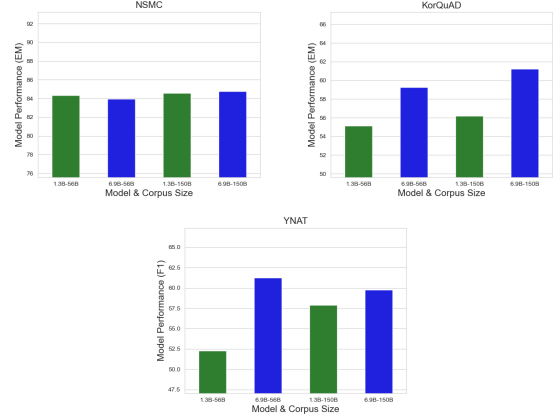 NSMC
Model Performance (EM)
92
90
88
86
84
82
80
78
76
1.3B-56B 6.9B-56B 1.3B-150B 6.9B-150B
Model & Corpus Size
KorQuAD
Model Performance (EM)
66
64
62
60
58
56
54
52
50
1.3B-56B 6.9B-56B 1.3B-150B 6.9B-150B
Model & Corpus Size
YNAT
Model Performance (F1)
65.0
62.5
60.0
57.5
55.0
52.5
50.0
47.5
1.3B-56B 6.9B-56B 1.3B-150B 6.9B-150B
Model & Corpus Size